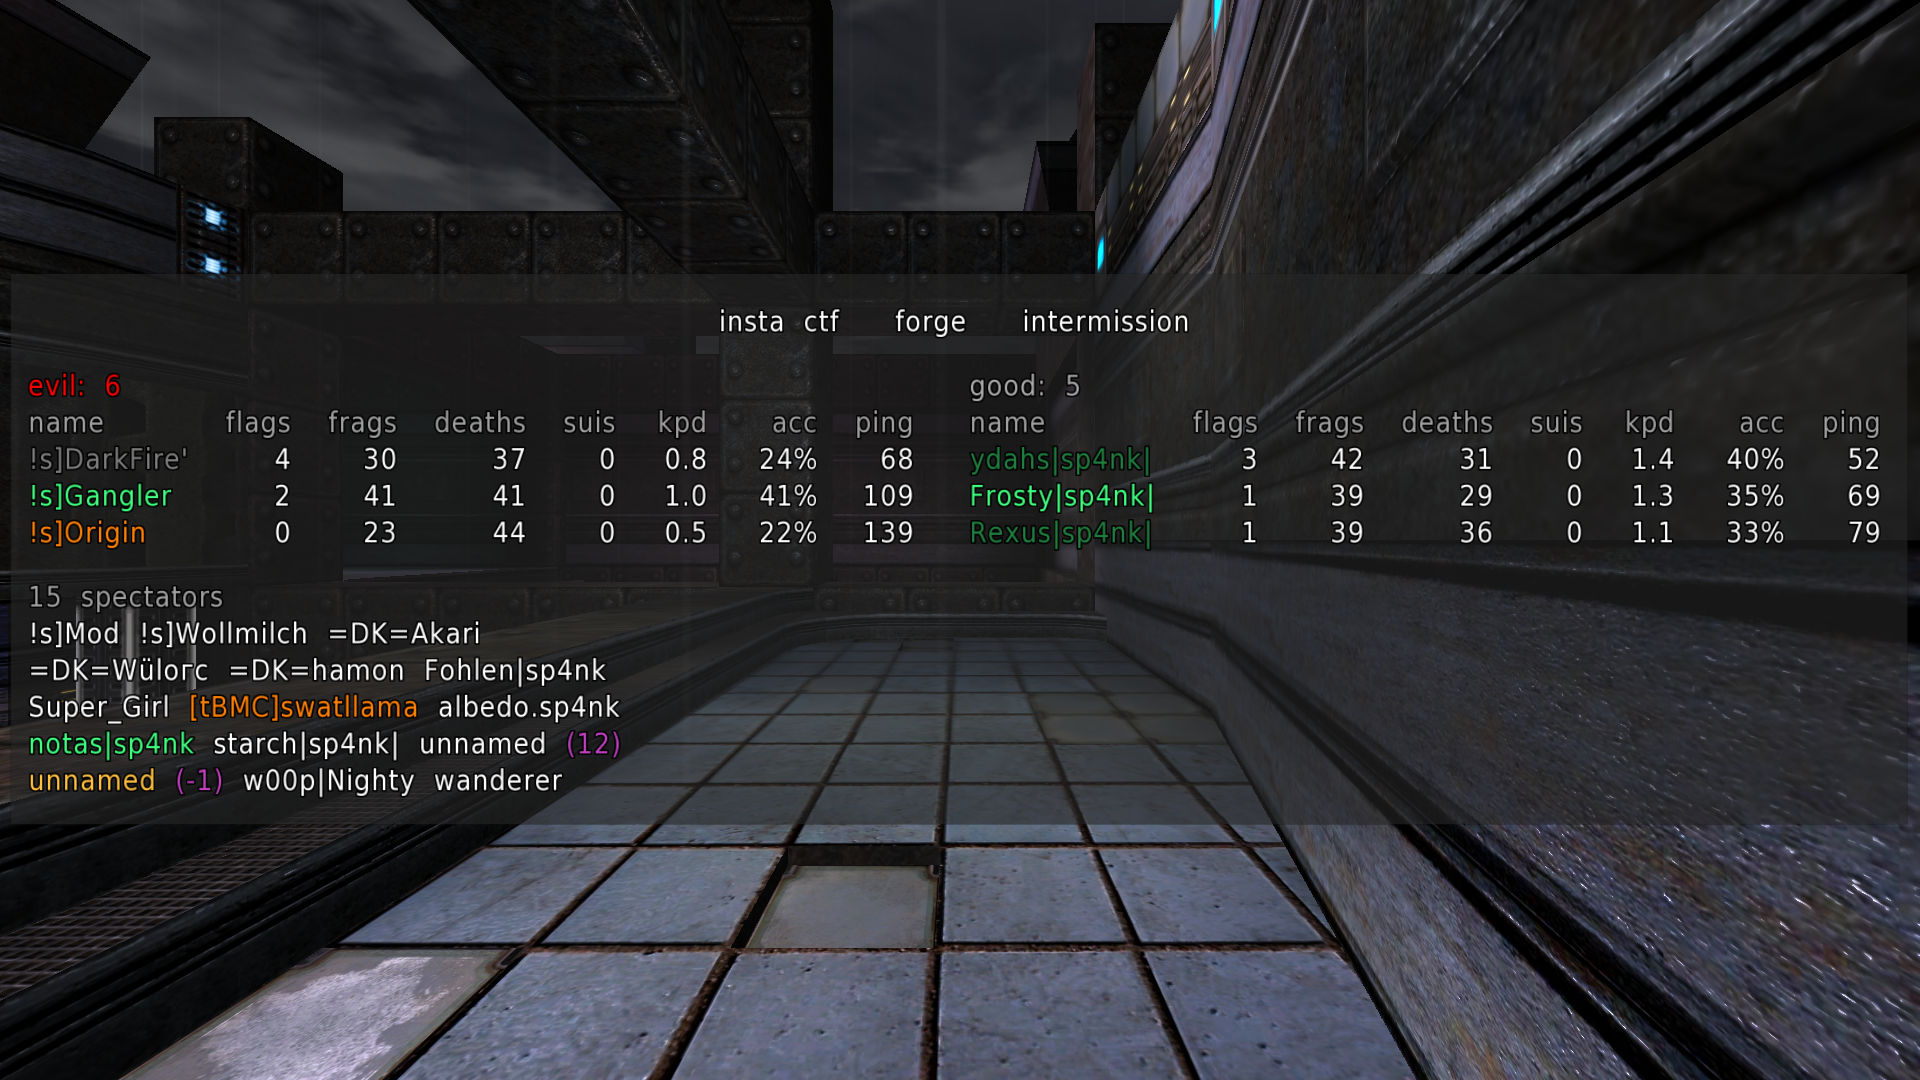 insta ctf forge intermission
evil: 6
name flags frags deaths suis kpd acc ping
!s]DarkFire' 4 30 37 0 0.8 24% 68
!s]Gangler 2 41 41 0 1.0 41% 109
!s]Origin 0 23 44 0 0.5 22% 139
good: 5
name flags frags deaths suis kpd acc ping
ydahs|sp4nk| 3 42 31 0 1.4 40% 52
Frosty|sp4nk| 1 39 29 0 1.3 35% 69
Rexus|sp4nk| 1 39 36 0 1.1 33% 79
15 spectators
!s]Mod !s]Wollmilch =DK=Akari
=DK=Wülorc =DK=hamon Fohlen|sp4nk
Super_Girl [tBMC]swatllama albedo.sp4nk
notas|sp4nk starch|sp4nk| unnamed (12)
unnamed (-1) w00p|Nighty wanderer